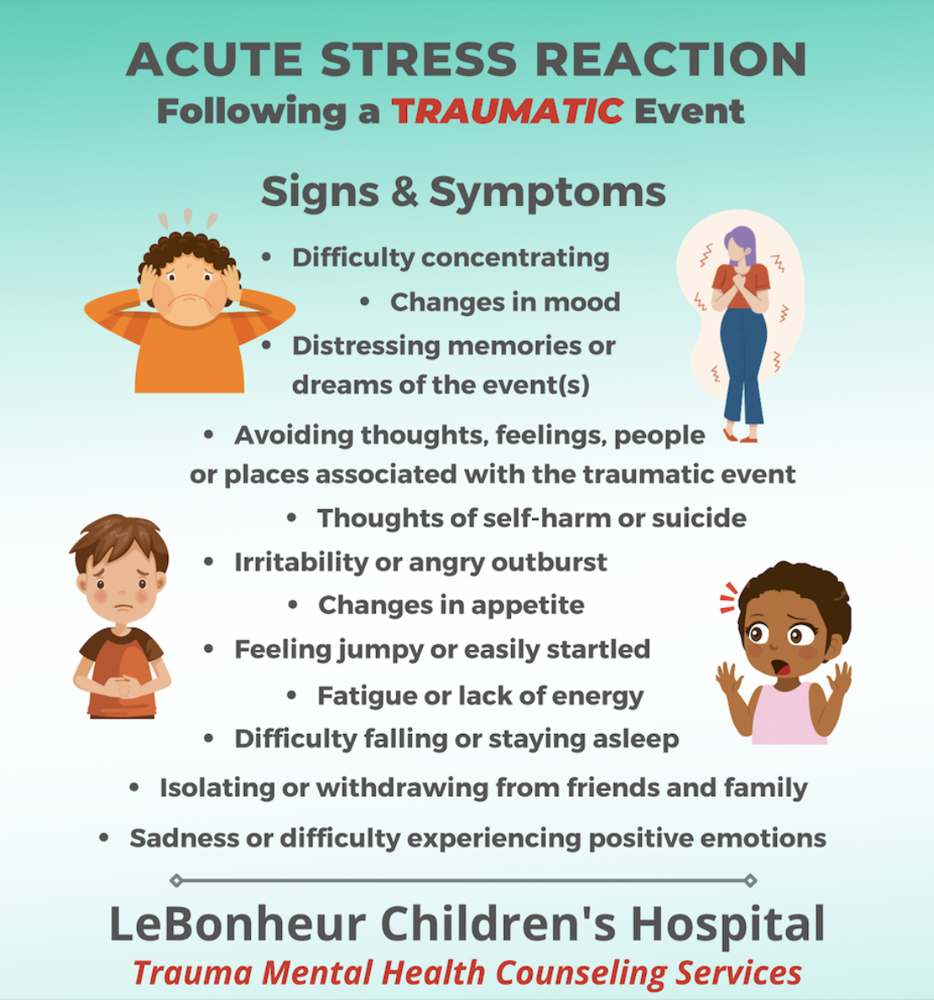 ACUTE STRESS REACTION
Following a TRAUMATIC Event
Signs & Symptoms
• Difficulty concentrating
• Changes in mood
• Distressing memories or
dreams of the event(s)
• Avoiding thoughts, feelings, people
or places associated with the traumatic event
• Thoughts of self-harm or suicide
• Irritability or angry outburst
• Changes in appetite
• Feeling jumpy or easily startled
• Fatigue or lack of energy
• Difficulty falling or staying asleep
• Isolating or withdrawing from friends and family
• Sadness or difficulty experiencing positive emotions
LeBonheur Children's Hospital
Trauma Mental Health Counseling Services